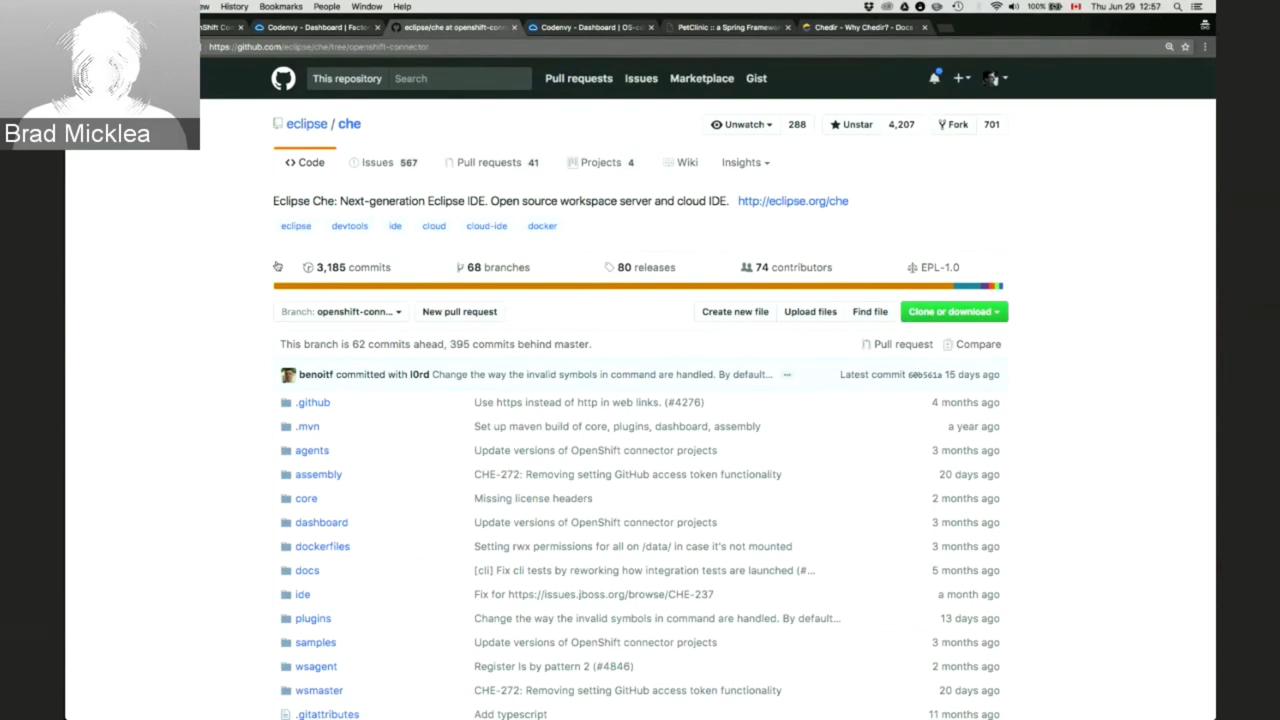 ew History Bookmarks People Window Help 100% Thu Jun 29 12:57
Shift Co × Codenvy - Dashboard | Factor × eclipse/che at openshift-conne × Codenvy - Dashboard | OS-c × PetClinic :: a Spring Framewo × Chedir - Why Chedir? - Docs ×
https://github.com/eclipse/che/tree/openshift-connector
Brad Micklea
This repository Search Pull requests Issues Marketplace Gist
eclipse / che Unwatch 288 Unstar 4,207 Fork 701
<> Code Issues 567 Pull requests 41 Projects 4 Wiki Insights
Eclipse Che: Next-generation Eclipse IDE. Open source workspace server and cloud IDE. http://eclipse.org/che
eclipse devtools ide cloud cloud-ide docker
3,185 commits 68 branches 80 releases 74 contributors EPL-1.0
Branch: openshift-conn... New pull request Create new file Upload files Find file Clone or download
This branch is 62 commits ahead, 395 commits behind master. Pull request Compare
benoitf committed with l0rd Change the way the invalid symbols in command are handled. By default... ... Latest commit 60b561a 15 days ago
.github Use https instead of http in web links. (#4276) 4 months ago
.mvn Set up maven build of core, plugins, dashboard, assembly a year ago
agents Update versions of OpenShift connector projects 3 months ago
assembly CHE-272: Removing setting GitHub access token functionality 20 days ago
core Missing license headers 2 months ago
dashboard Update versions of OpenShift connector projects 3 months ago
dockerfiles Setting rwx permissions for all on /data/ in case it's not mounted 3 months ago
docs [cli] Fix cli tests by reworking how integration tests are launched (#... 5 months ago
ide Fix for https://issues.jboss.org/browse/CHE-237 a month ago
plugins Change the way the invalid symbols in command are handled. By default... 13 days ago
samples Update versions of OpenShift connector projects 3 months ago
wsagent Register ls by pattern 2 (#4846) 2 months ago
wsmaster CHE-272: Removing setting GitHub access token functionality 20 days ago
.gitattributes Add typescript 11 months ago